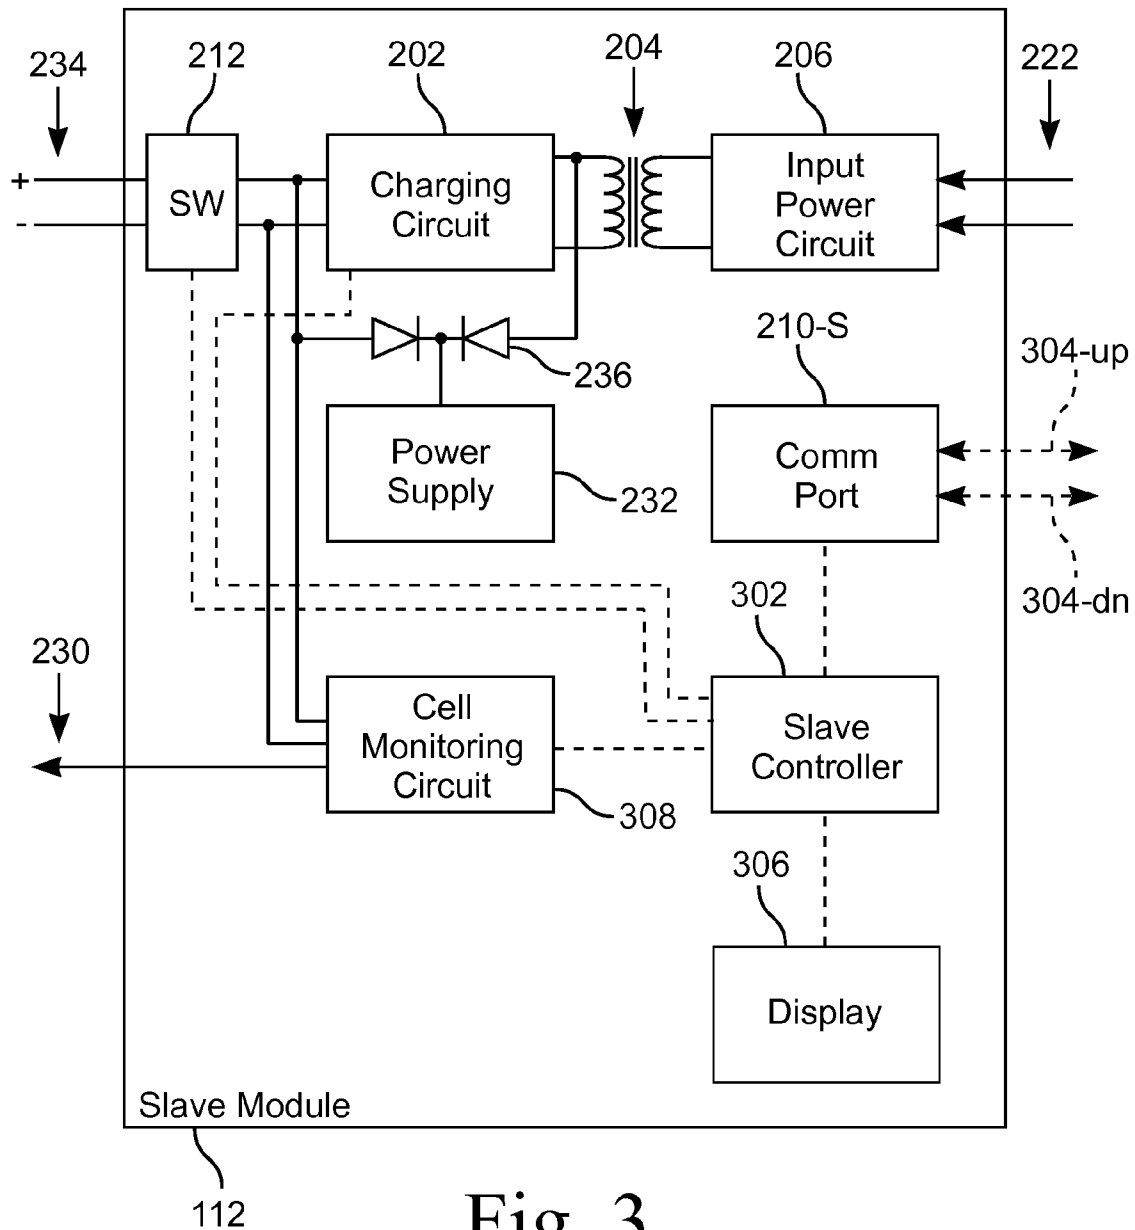 234
212
202
204
206
222
+
-
SW
Charging
Circuit
Input
Power
Circuit
210-S
304-up
236
Power
Supply
232
Comm
Port
304-dn
302
230
Cell
Monitoring
Circuit
308
Slave
Controller
306
Display
Slave Module
112
Fig. 3